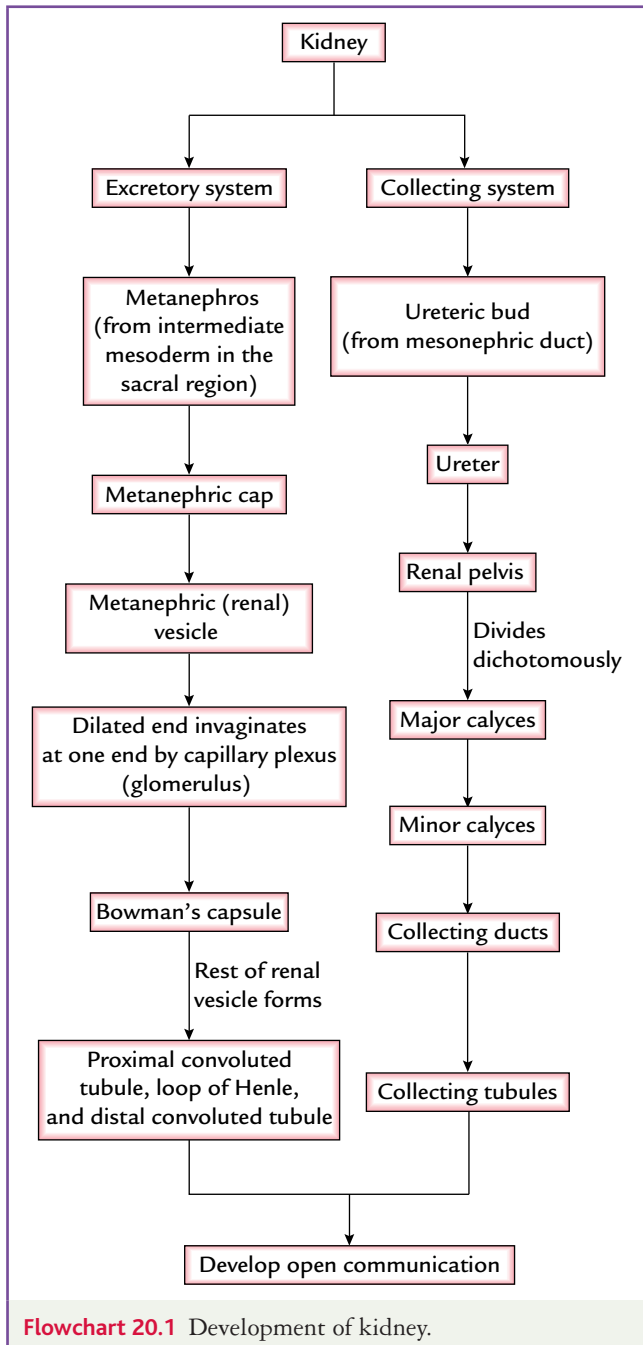 Kidney
Excretory system
Metanephros
(from intermediate
mesoderm in the
sacral region)
Metanephric cap
Metanephric (renal)
vesicle
Dilated end invaginates
at one end by capillary plexus
(glomerulus)
Bowman's capsule
Rest of renal
vesicle forms
Proximal convoluted
tubule, loop of Henle,
and distal convoluted tubule
Collecting system
Ureteric bud
(from mesonephric duct)
Ureter
Renal pelvis
Divides
dichotomously
Major calyces
Minor calyces
Collecting ducts
Collecting tubules
Develop open communication
Flowchart 20.1 Development of kidney.